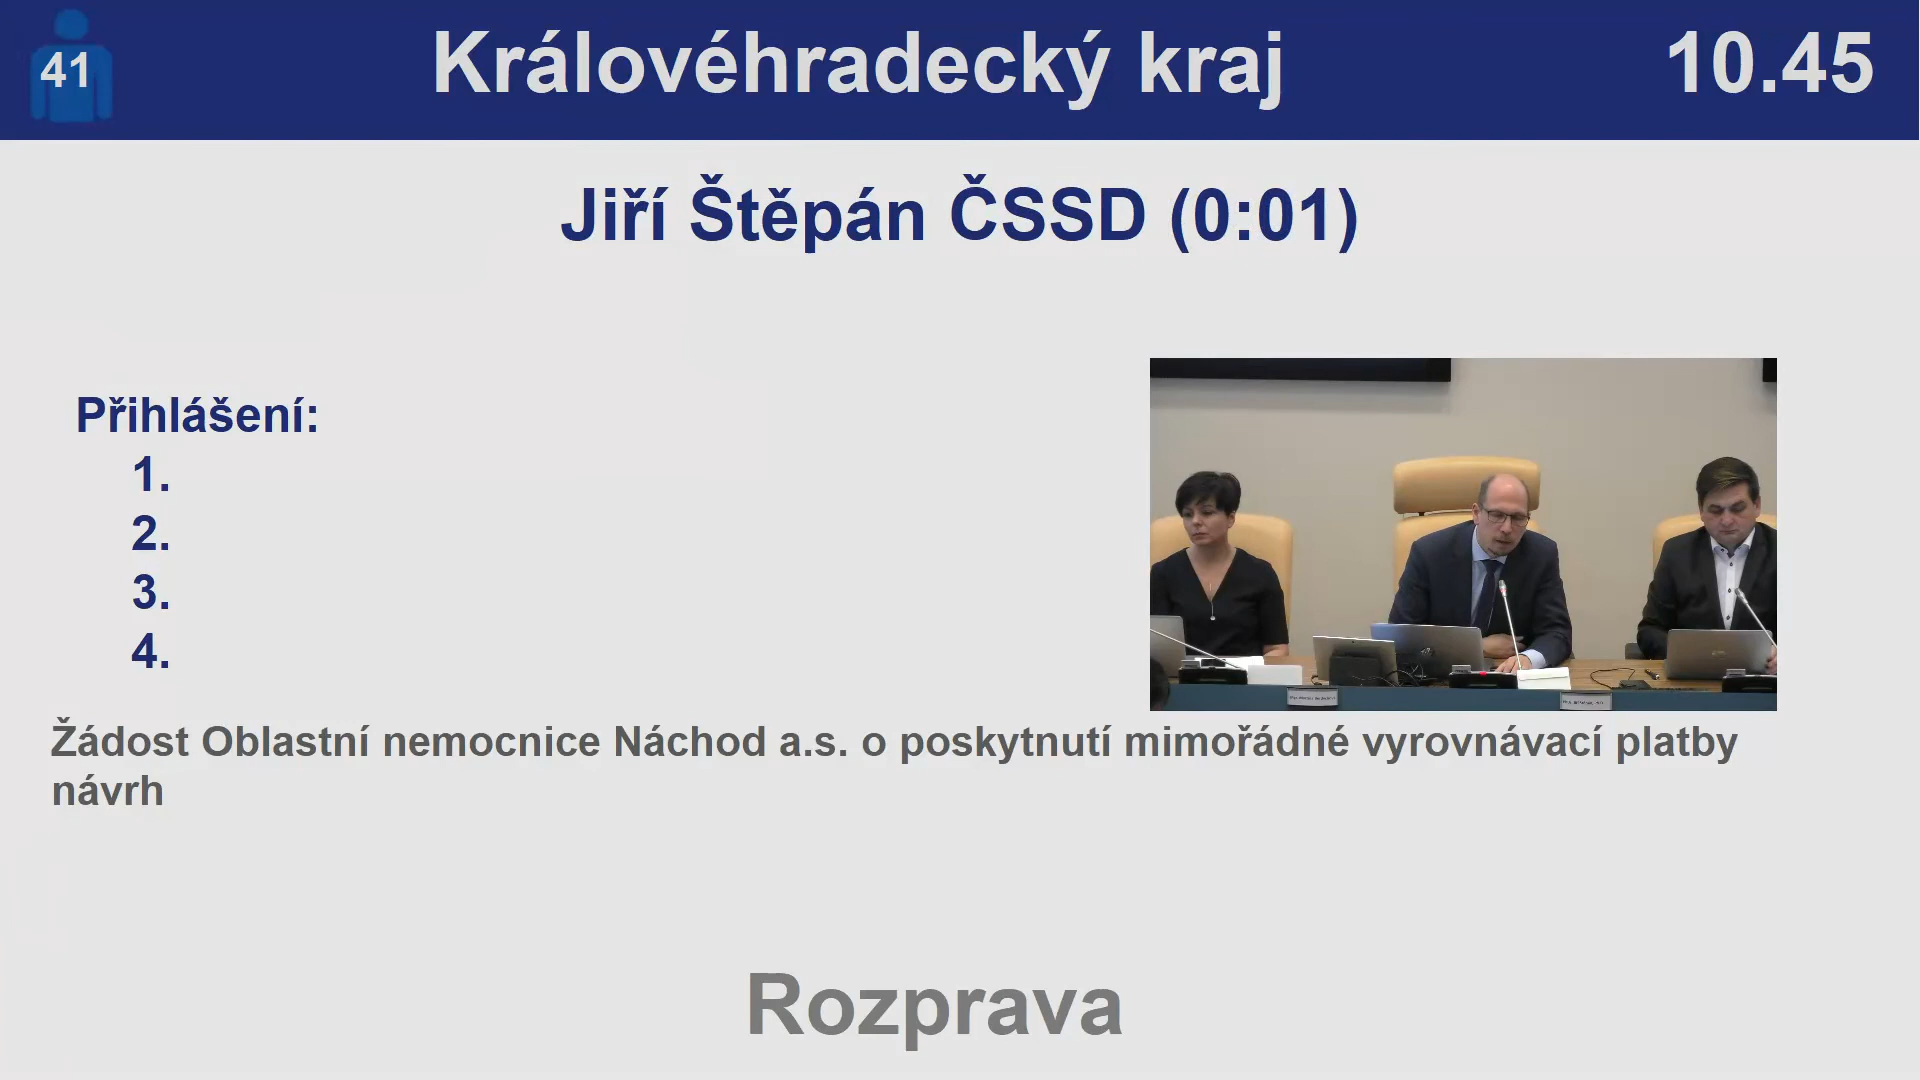 41
Královéhradecký kraj
10.45
Jiří Štěpán ČSSD (0:01)
Přihlášení:
1.
2.
3.
4.
Žádost Oblastní nemocnice Náchod a.s. o poskytnutí mimořádné vyrovnávací platby
návrh
Rozprava